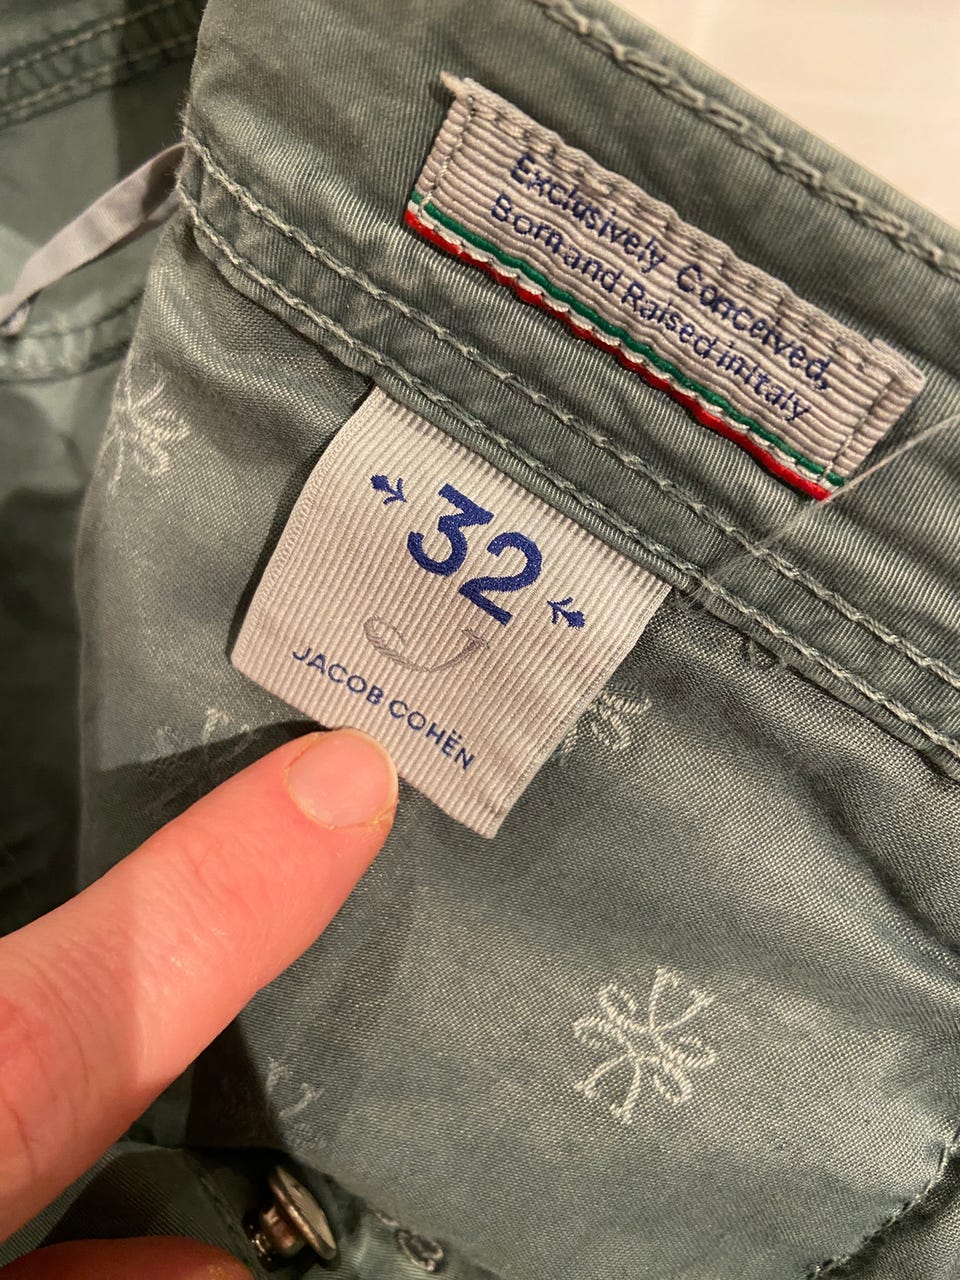 Exclusively Conceived,
Born and Raised in Italy
32
J
JACOB COHËN